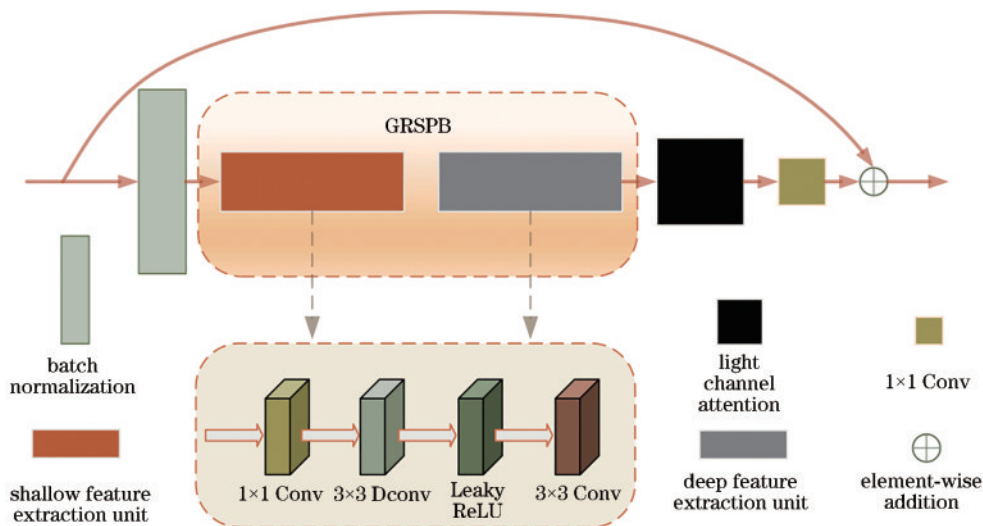 GRSPB
batch
normalization
light
channel
attention
1×1 Conv
1×1 Conv
3×3 Dconv
Leaky
ReLU
3×3 Conv
shallow feature
extraction unit
deep feature
extraction unit
element-wise
addition